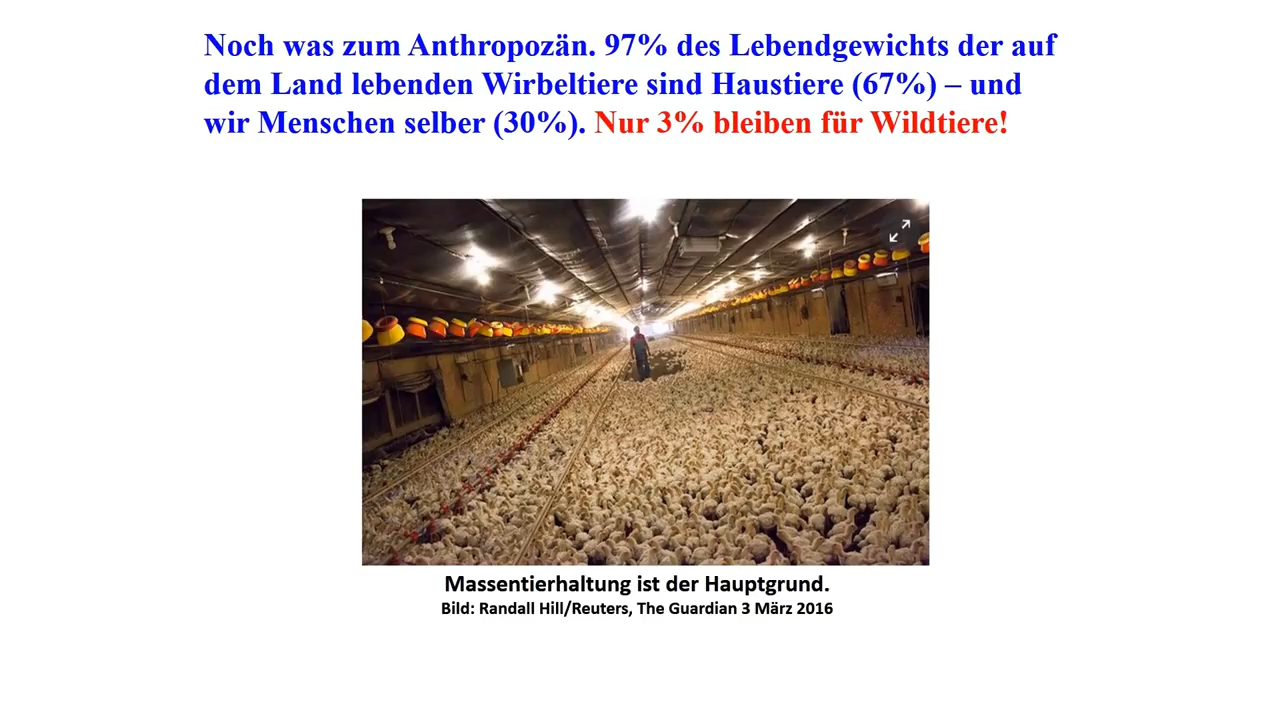 Noch was zum Anthropozän. 97% des Lebendgewichts der auf
dem Land lebenden Wirbeltiere sind Haustiere (67%) – und
wir Menschen selber (30%). Nur 3% bleiben für Wildtiere!
Massentierhaltung ist der Hauptgrund.
Bild: Randall Hill/Reuters, The Guardian 3 März 2016